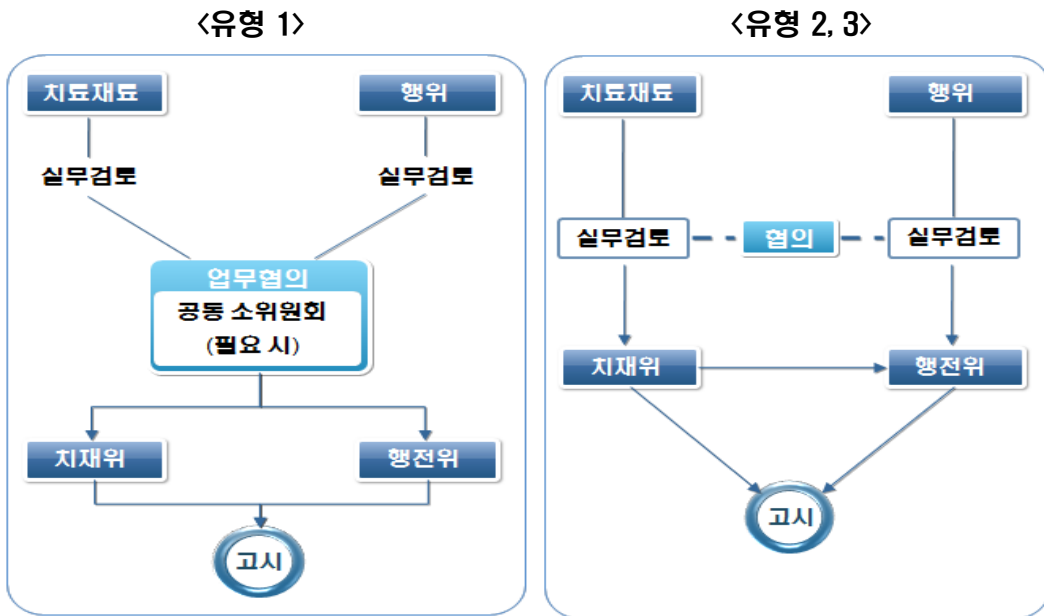 <유형 1>
치료재료
행위
실무검토
실무검토
업무협의
공동 소위원회
(필요 시)
치재위
행전위
고시
<유형 2, 3>
치료재료
행위
실무검토
협의
실무검토
치재위
행전위
고시